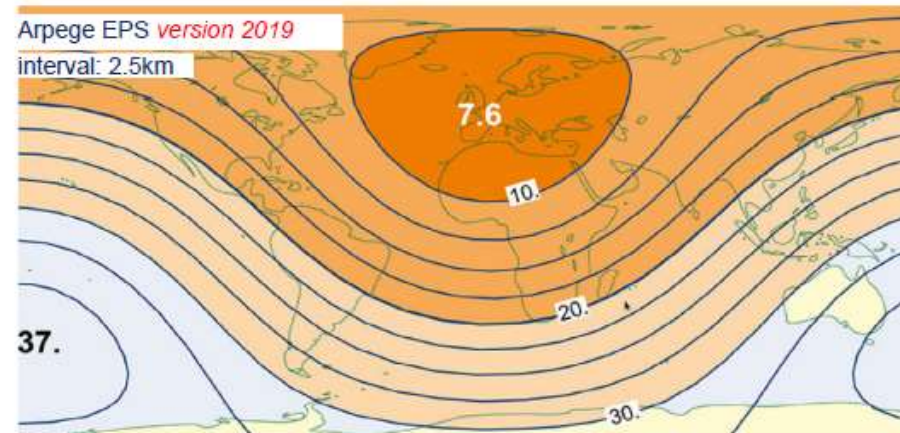 Arpege EPS version 2019
interval: 2.5km
7.6
10.
20.
37.
30.